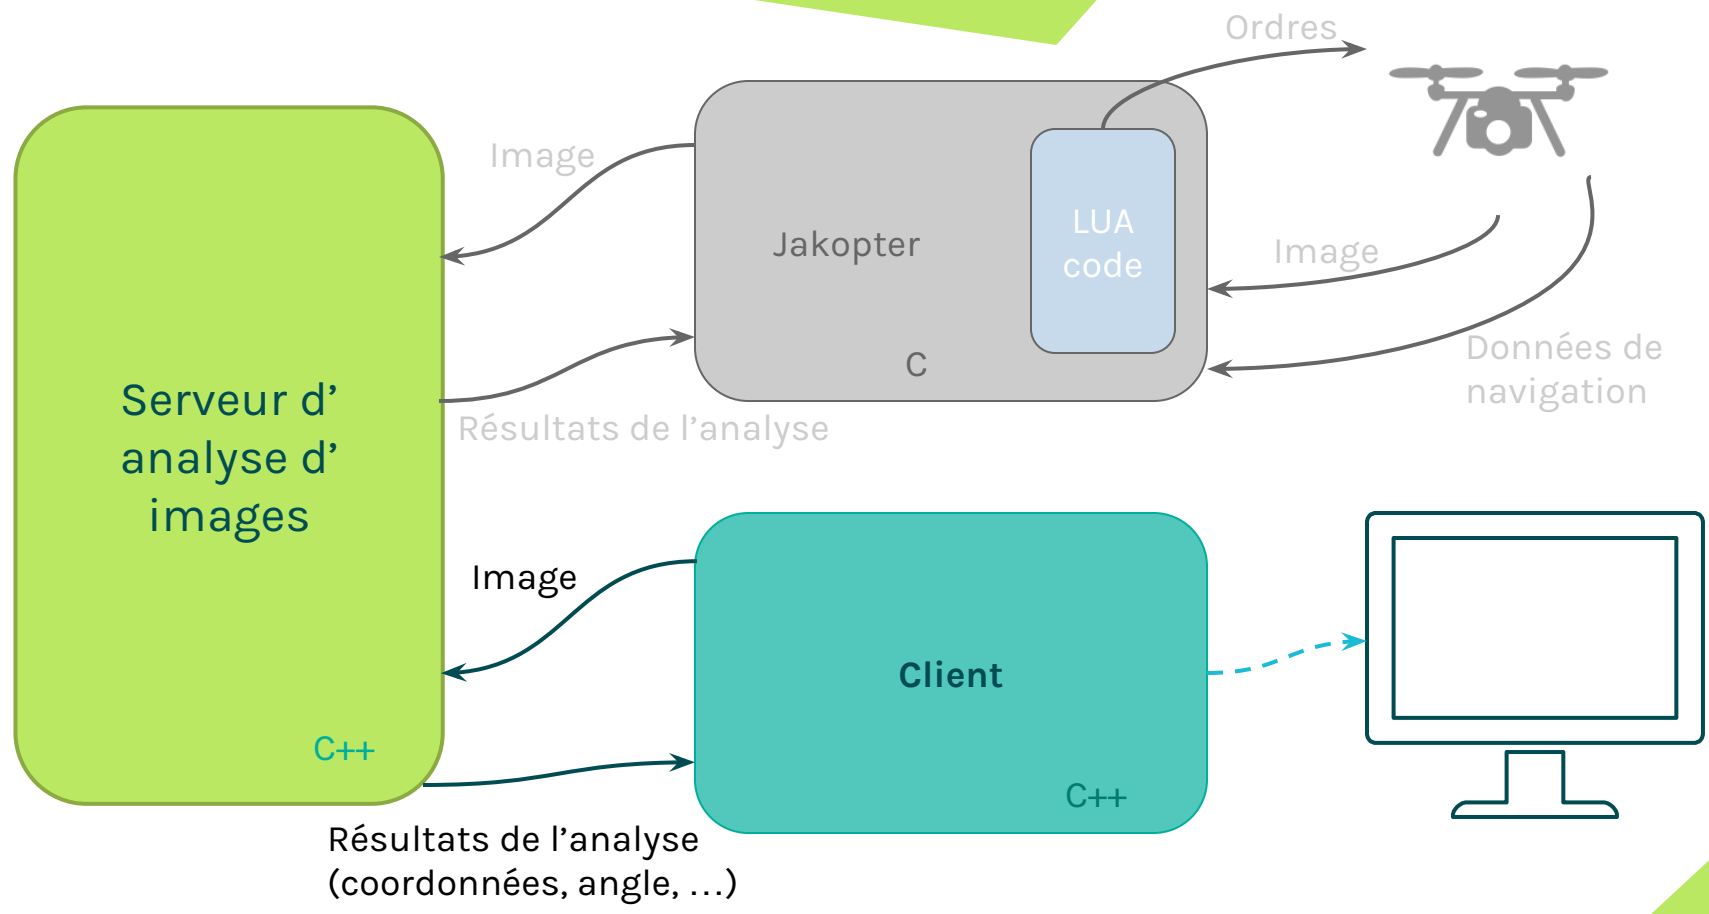 Ordres
Image
Jakopter
LUA
code
C
Image
Données de
navigation
Résultats de l’analyse
Serveur d’
analyse d’
images
C++
Image
Client
C++
Résultats de l’analyse
(coordonnées, angle, …)